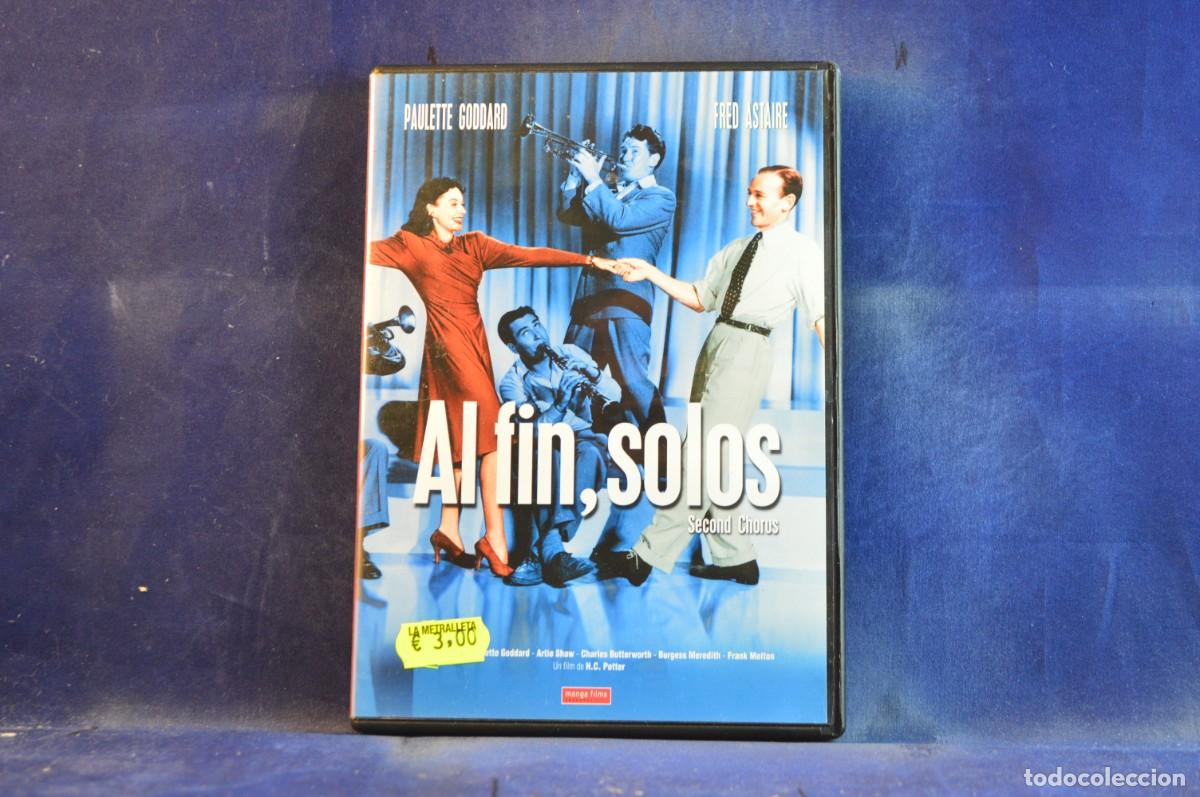 PAULETTE GODDARD
FRED ASTAIRE
Al fin, solos
Second Chorus
LA METRALLETA
€ 3,00
Goddard - Artie Shaw - Charles Butterworth - Burgess Meredith - Frank Melton
Un film de H.C. Potter
manga films
todocoleccion